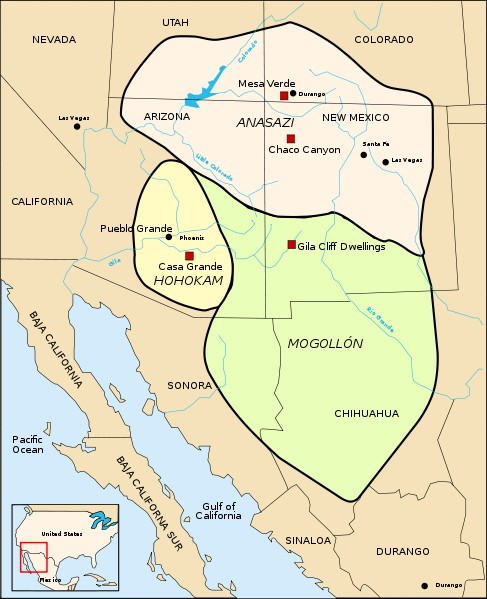 UTAH
NEVADA
COLORADO
Colorado
Mesa Verde
Durango
ARIZONA
ANASAZI
NEW MEXICO
Las Vegas
Chaco Canyon
Santa Fe
Las Vegas
Little Colorado
CALIFORNIA
Pueblo Grande
Phoenix
Gila Cliff Dwellings
Gila
Casa Grande
HOHOKAM
Rio Grande
BAJA CALIFORNIA
MOGOLLÓN
SONORA
CHIHUAHUA
Pacific
Ocean
BAJA CALIFORNIA SUR
Gulf of
California
United States
SINALOA
DURANGO
Mexico
Durango